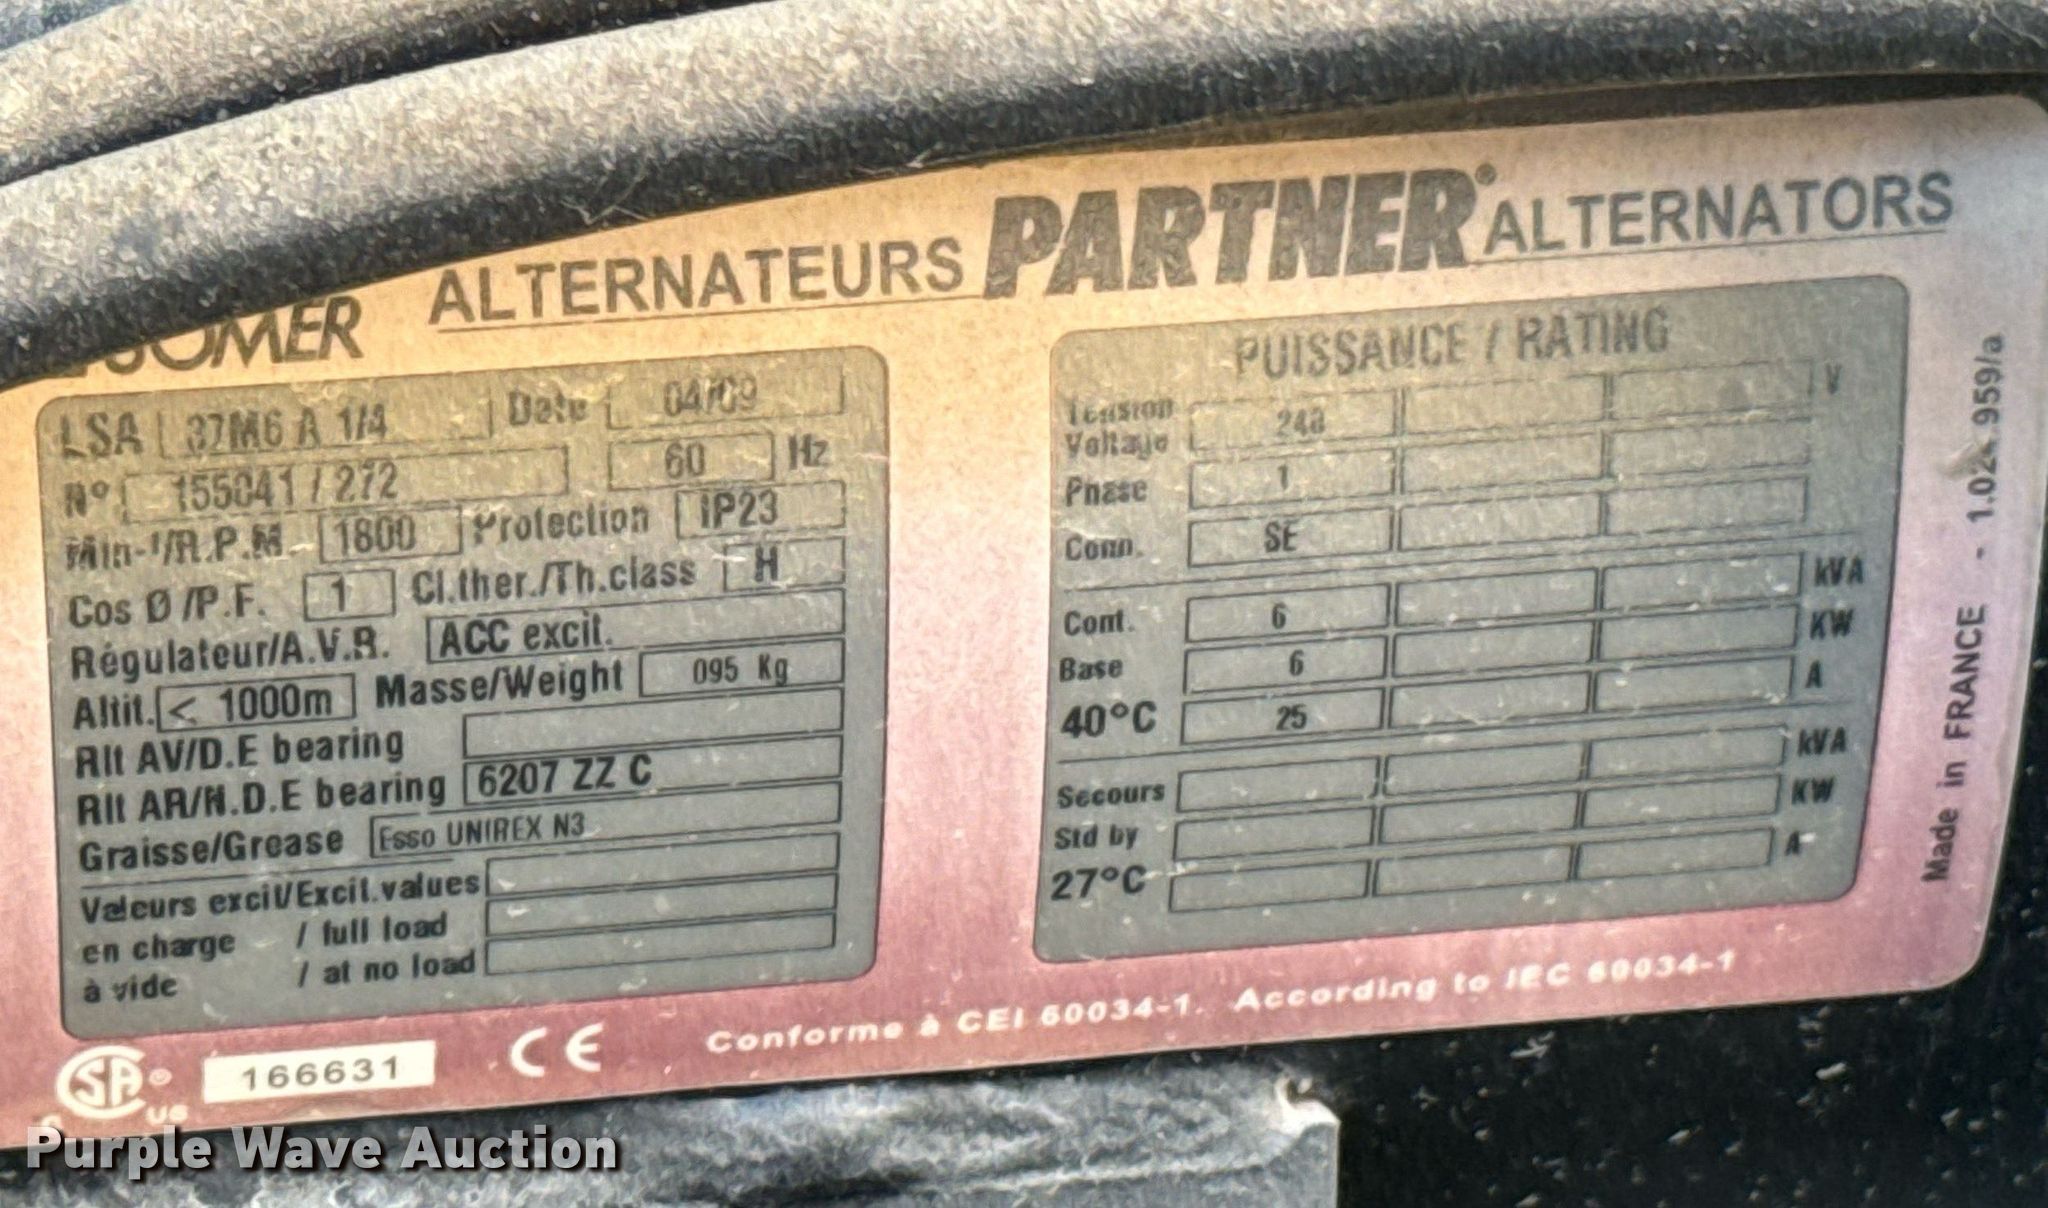 SOMER ALTERNATEURS PARTNER® ALTERNATORS
LSA 37M6 A 1/4 Date 04/09
N° 155041 / 272 60 Hz
Min-¹/R.P.M. 1800 Protection IP23
Cos Ø /P.F. 1 Cl.ther./Th.class H
Régulateur/A.V.R. ACC excit.
Altit. < 1000m Masse/Weight 095 Kg
Rlt AV/D.E bearing
Rlt AR/N.D.E bearing 6207 ZZ C
Graisse/Grease Esso UNIREX N3
Valeurs excit/Excit.values
en charge / full load
à vide / at no load
PUISSANCE / RATING
Tension
Voltage 240 V
Phase 1
Conn. SE
Cont. 6 kVA
Base 6 KW
40°C 25 A
Secours kVA
Std by KW
27°C A
Made in FRANCE - 1.024.959/a
CSA® C US 166631 CE Conforme à CEI 60034-1. According to IEC 60034-1
Purple Wave Auction